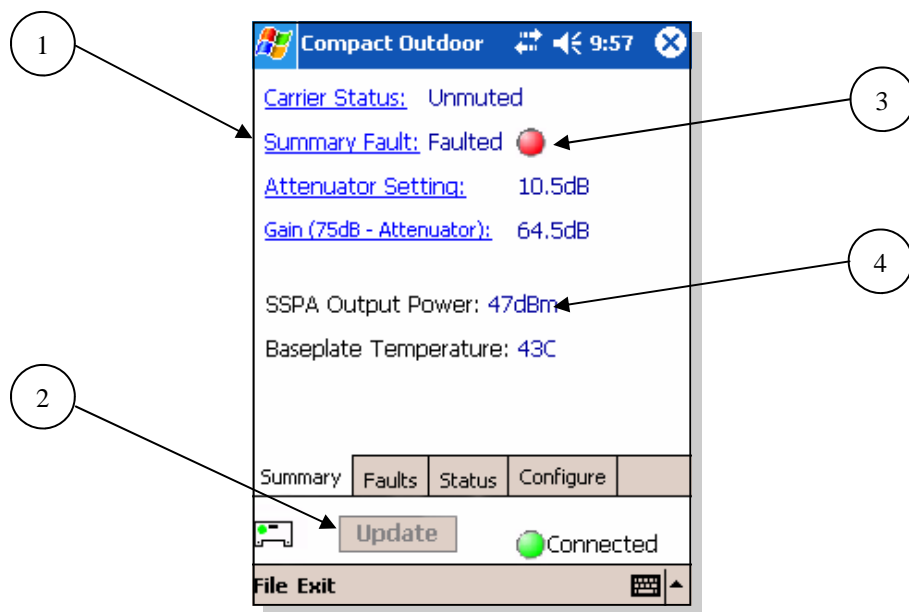 1
Compact Outdoor 9:57
Carrier Status: Unmuted
3
Summary Fault: Faulted
Attenuator Setting: 10.5dB
Gain (75dB - Attenuator): 64.5dB
4
SSPA Output Power: 47dBm
Baseplate Temperature: 43C
2
Summary Faults Status Configure
Update Connected
File Exit